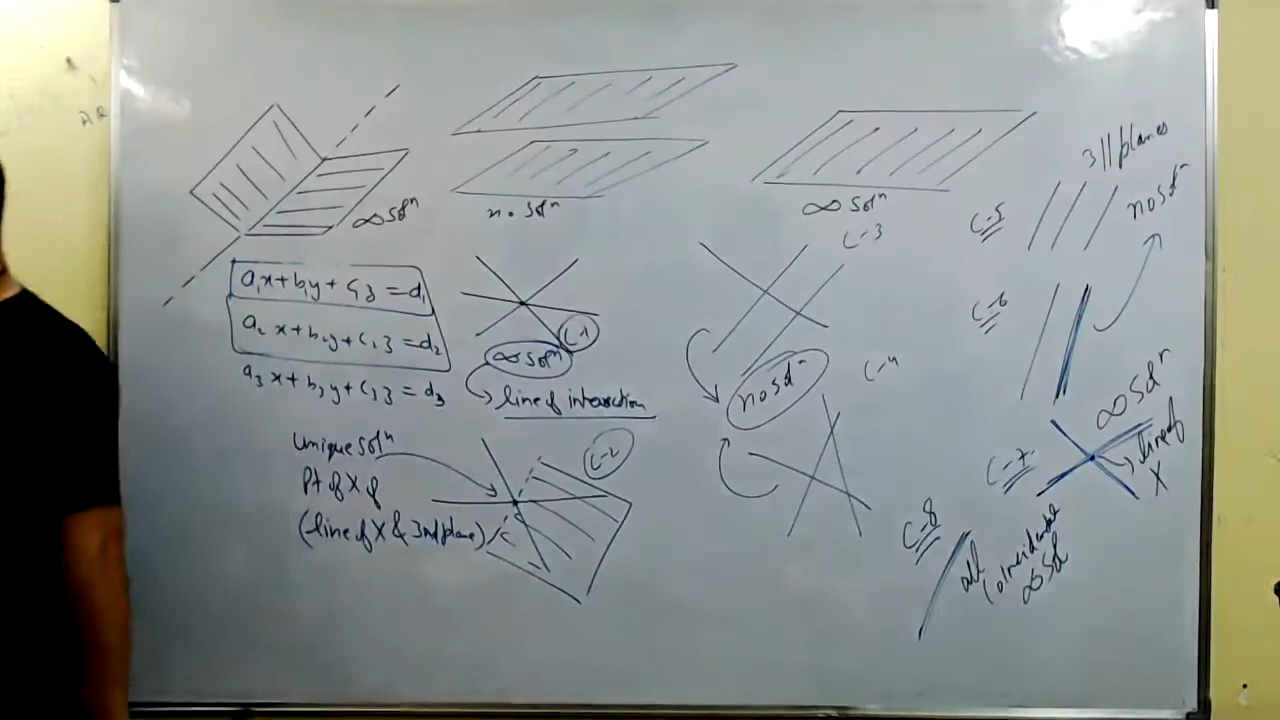 ∞ Solⁿ
no Solⁿ
∞ Solⁿ
a₁x + b₁y + c₁z = d₁
a₂x + b₂y + c₂z = d₂
a₃x + b₃y + c₃z = d₃
C-1
∞ Solⁿ
line of intersection
Unique Solⁿ
Pt of X of
(line of X & 3rd plane)
C-2
C-3
no Solⁿ
C-4
3 || planes
C-5
no Solⁿ
C-6
C-7
∞ Solⁿ
line of
X
C-8
all
Coincidental
∞ Sol